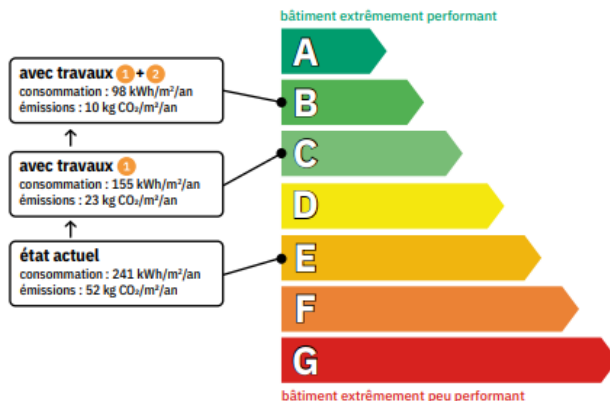 bâtiment extrêmement performant
A
avec travaux 1 + 2
consommation : 98 kWh/m²/an
émissions : 10 kg CO₂/m²/an
B
avec travaux 1
consommation : 155 kWh/m²/an
émissions : 23 kg CO₂/m²/an
C
D
état actuel
consommation : 241 kWh/m²/an
émissions : 52 kg CO₂/m²/an
E
F
G
bâtiment extrêmement peu performant